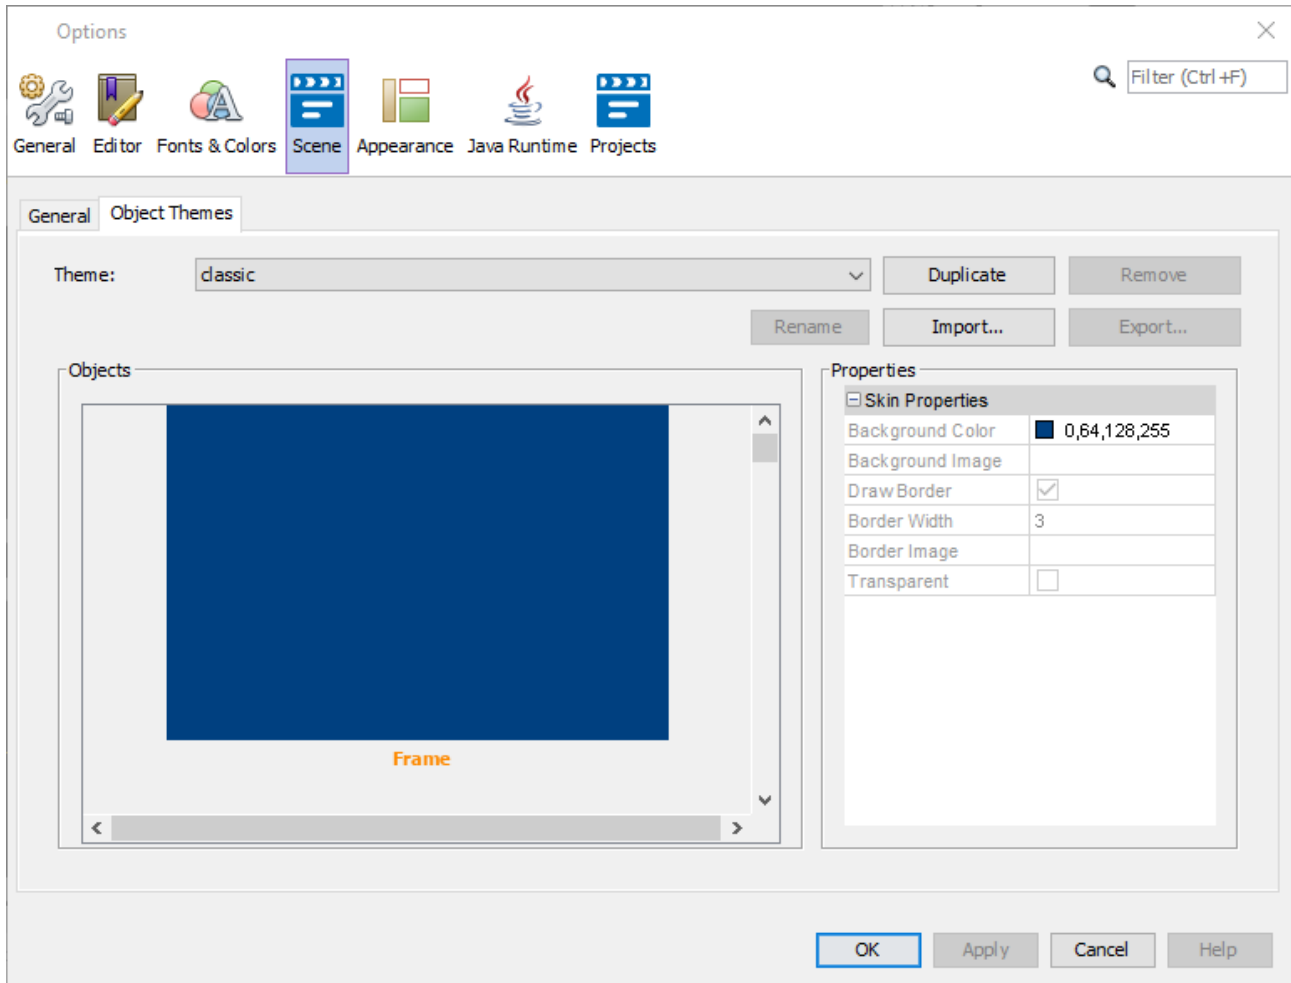 Options
Filter (Ctrl+F)
General Editor Fonts & Colors Scene Appearance Java Runtime Projects
General Object Themes
Theme: classic Duplicate Remove
Rename Import... Export...
Objects
Frame
Properties
Skin Properties
Background Color 0,64,128,255
Background Image
Draw Border
Border Width 3
Border Image
Transparent
OK Apply Cancel Help